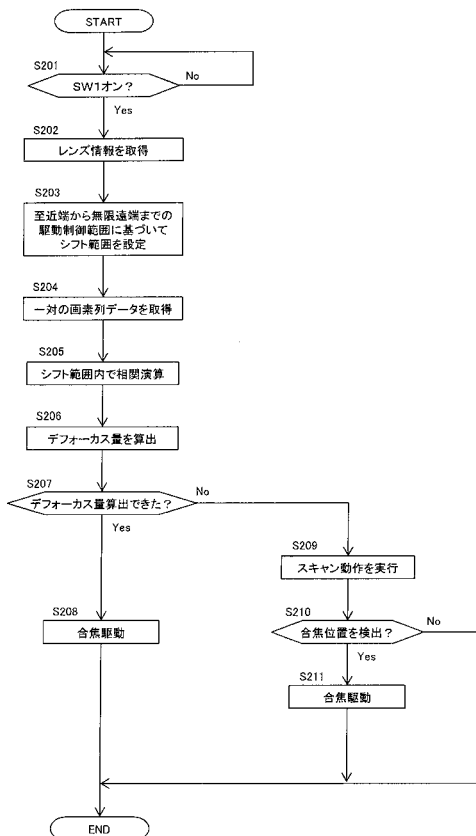 START
S201
SW1オン?
No
Yes
S202
レンズ情報を取得
S203
至近端から無限遠端までの
駆動制御範囲に基づいて
シフト範囲を設定
S204
一対の画素列データを取得
S205
シフト範囲内で相関演算
S206
デフォーカス量を算出
S207
デフォーカス量算出できた?
No
Yes
S208
合焦駆動
S209
スキャン動作を実行
S210
合焦位置を検出?
No
Yes
S211
合焦駆動
END